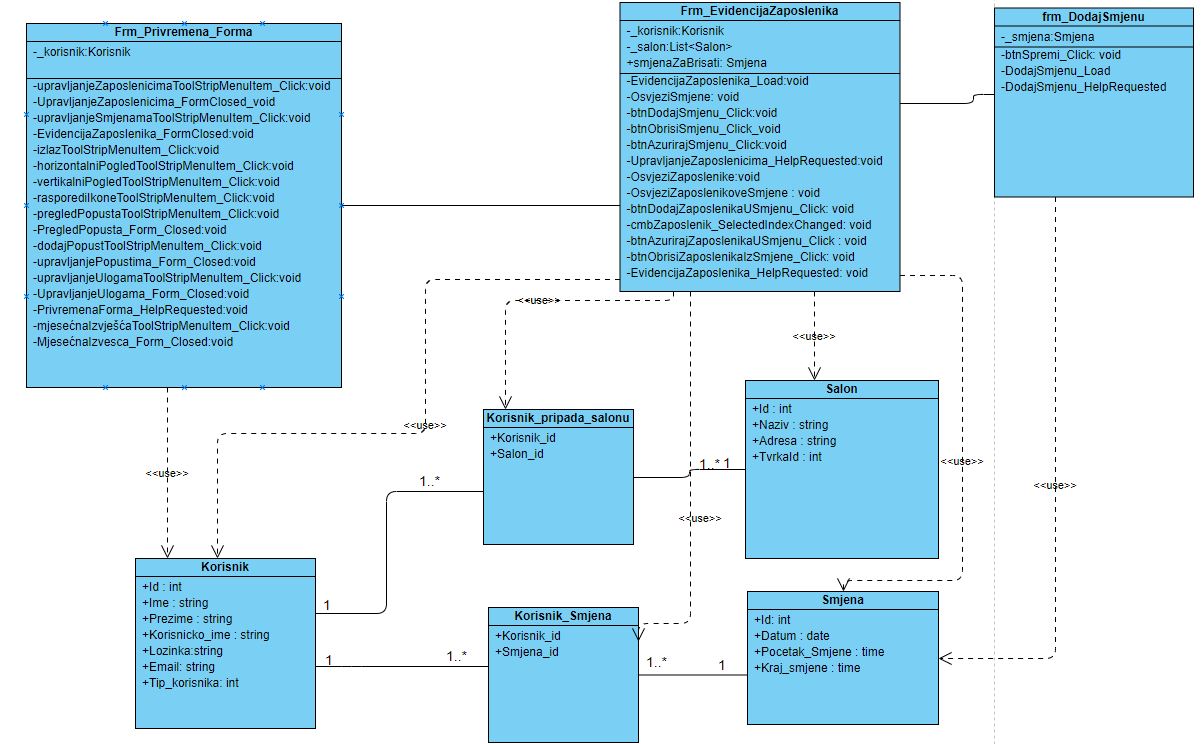 Frm_Privremena_Forma
-_korisnik:Korisnik
-upravljanjeZaposlenicimaToolStripMenuItem_Click:void
-UpravljanjeZaposlenicima_FormClosed_void
-upravljanjeSmjenamaToolStripMenuItem_Click:void
-EvidencijaZaposlenika_FormClosed:void
-izlazToolStripMenuItem_Click:void
-horizontalniPogledToolStripMenuItem_Click:void
-vertikalniPogledToolStripMenuItem_Click:void
-rasporediIkoneToolStripMenuItem_Click:void
-pregledPopustaToolStripMenuItem_Click:void
-PregledPopusta_Form_Closed:void
-dodajPopustToolStripMenuItem_Click:void
-upravljanjePopustima_Form_Closed:void
-upravljanjeUlogamaToolStripMenuItem_Click:void
-UpravljanjeUlogama_Form_Closed:void
-PrivremenaForma_HelpRequested:void
-mjesečnaIzvješćaToolStripMenuItem_Click:void
-MjesečnaIzvesca_Form_Closed:void
Frm_EvidencijaZaposlenika
-_korisnik:Korisnik
-_salon:List<Salon>
+smjenaZaBrisati: Smjena
-EvidencijaZaposlenika_Load:void
-OsvjeziSmjene: void
-btnDodajSmjenu_Click:void
-btnObrisiSmjenu_Click_void
-btnAzurirajSmjenu_Click:void
-UpravljanjeZaposlenicima_HelpRequested:void
-OsvjeziZaposlenike:void
-OsvjeziZaposlenikoveSmjene : void
-btnDodajZaposlenikaUSmjenu_Click: void
-cmbZaposlenik_SelectedIndexChanged: void
-btnAzurirajZaposlenikaUSmjenu_Click : void
-btnObrisiZaposlenikaIzSmjene_Click: void
-EvidencijaZaposlenika_HelpRequested: void
frm_DodajSmjenu
-_smjena:Smjena
-btnSpremi_Click: void
-DodajSmjenu_Load
-DodajSmjenu_HelpRequested
<<use>>
<<use>>
<<use>>
<<use>>
<<use>>
<<use>>
<<use>>
Korisnik_pripada_salonu
+Korisnik_id
+Salon_id
Salon
+Id : int
+Naziv : string
+Adresa : string
+TvrkaId : int
1..*
1..*
1
1
Korisnik
+Id : int
+Ime : string
+Prezime : string
+Korisnicko_ime : string
+Lozinka:string
+Email: string
+Tip_korisnika: int
1
1..*
Korisnik_Smjena
+Korisnik_id
+Smjena_id
1..*
1
Smjena
+Id: int
+Datum : date
+Pocetak_Smjene : time
+Kraj_smjene : time